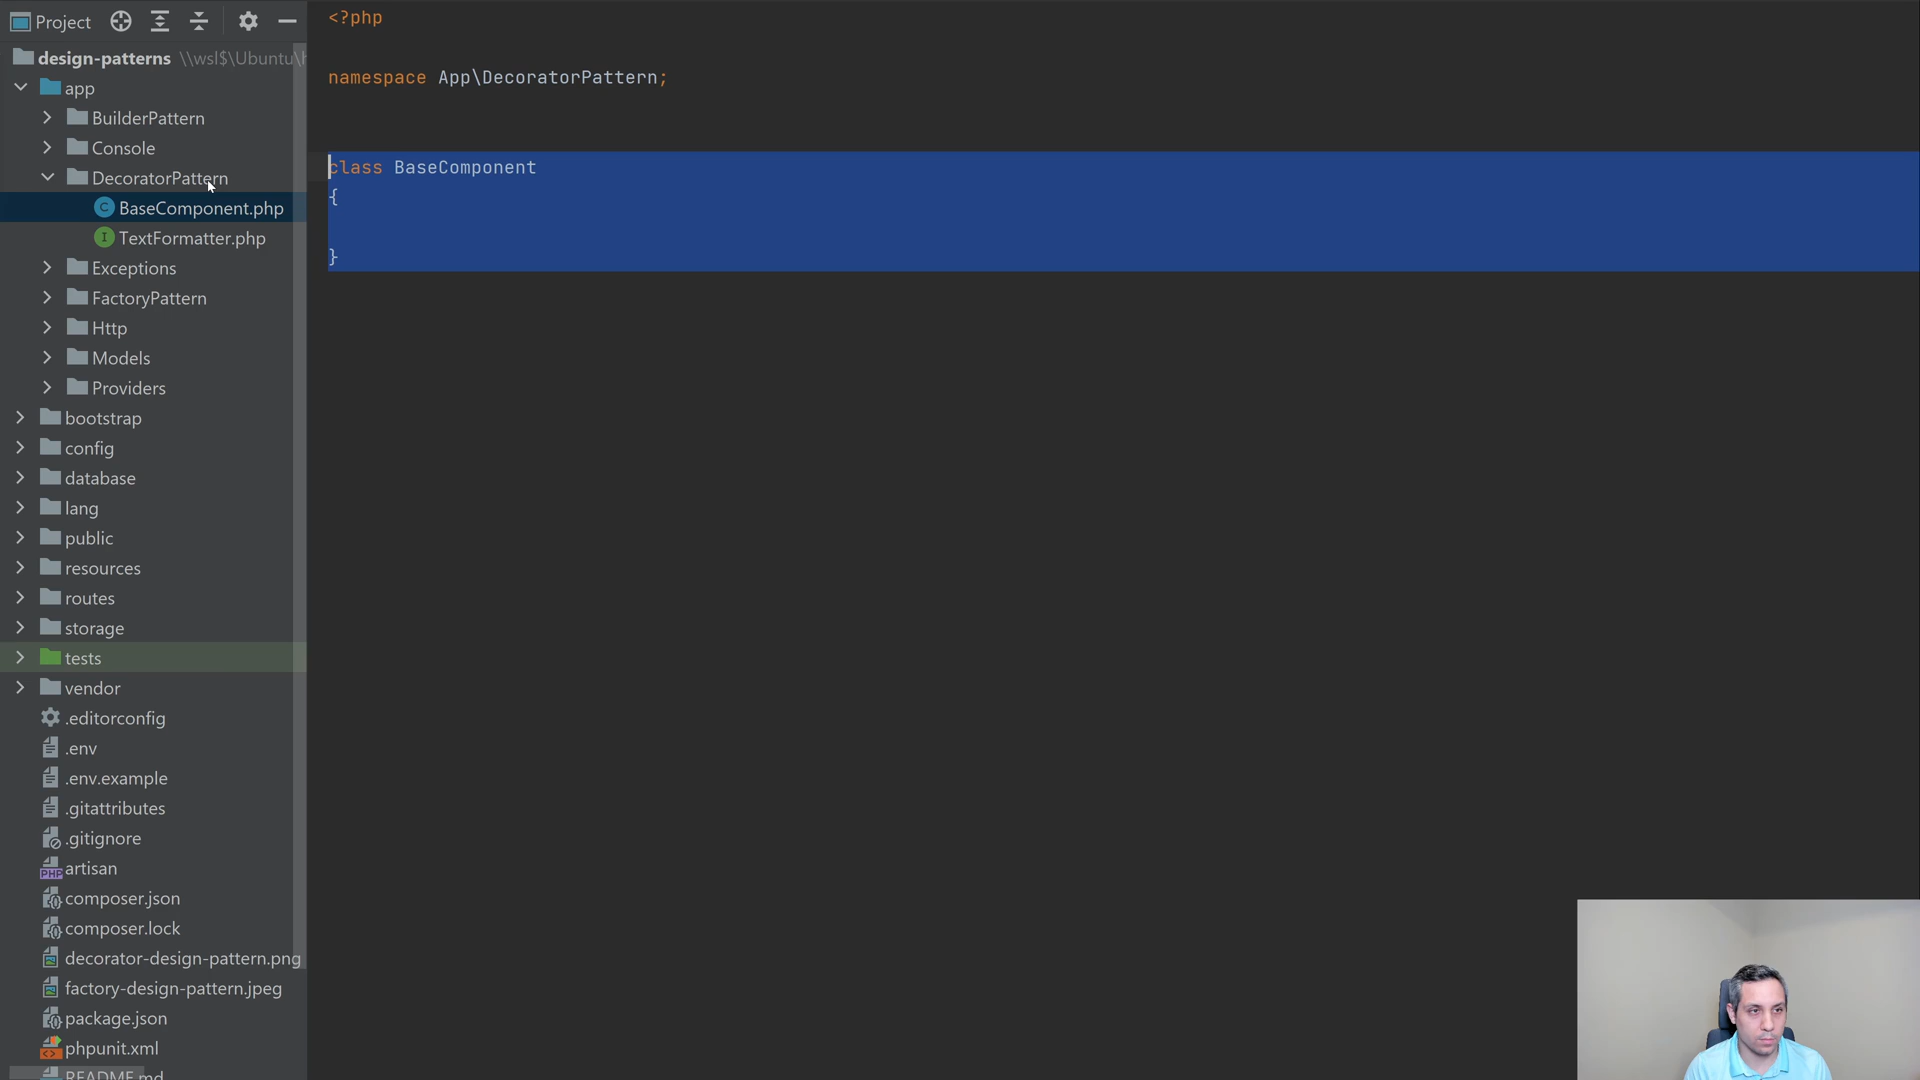 Project
design-patterns \\wsl$\Ubuntu\
app
BuilderPattern
Console
DecoratorPattern
BaseComponent.php
TextFormatter.php
Exceptions
FactoryPattern
Http
Models
Providers
bootstrap
config
database
lang
public
resources
routes
storage
tests
vendor
.editorconfig
.env
.env.example
.gitattributes
.gitignore
artisan
composer.json
composer.lock
decorator-design-pattern.png
factory-design-pattern.jpeg
package.json
phpunit.xml
README.md
<?php
namespace App\DecoratorPattern;
class BaseComponent
{
}